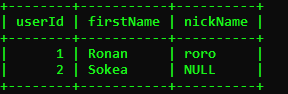 +--------+-----------+----------+
| userId | firstName | nickName |
+--------+-----------+----------+
|      1 | Ronan     | roro     |
|      2 | Sokea     | NULL     |
+--------+-----------+----------+